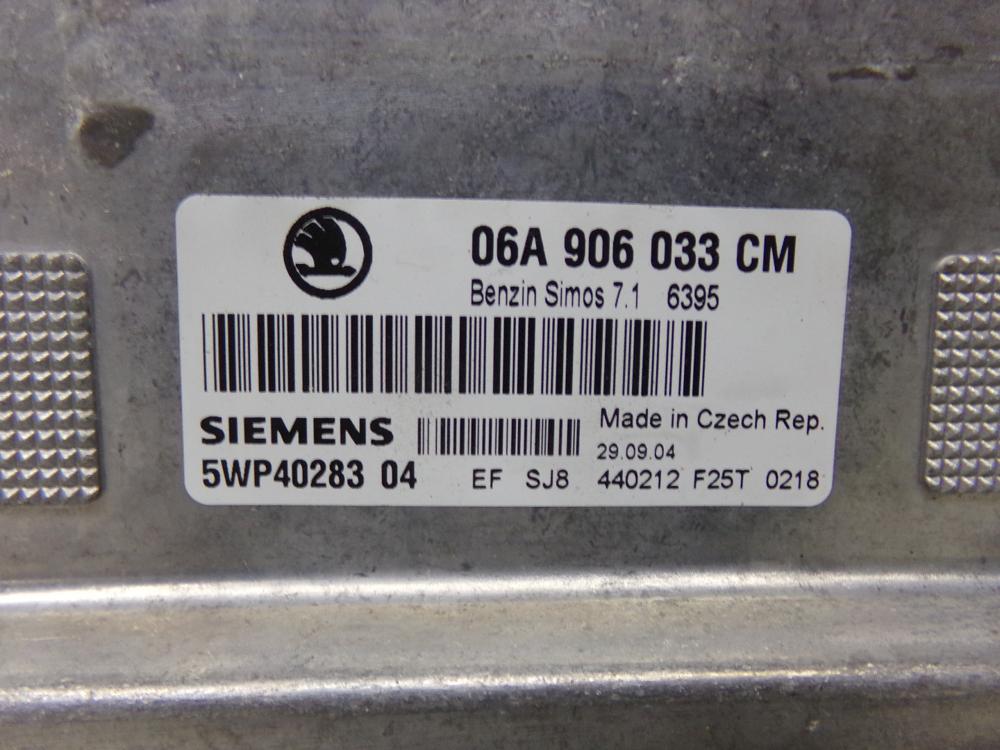 06A 906 033 CM
Benzin Simos 7.1 6395
SIEMENS
Made in Czech Rep.
29.09.04
5WP40283 04
EF SJ8 440212 F25T 0218